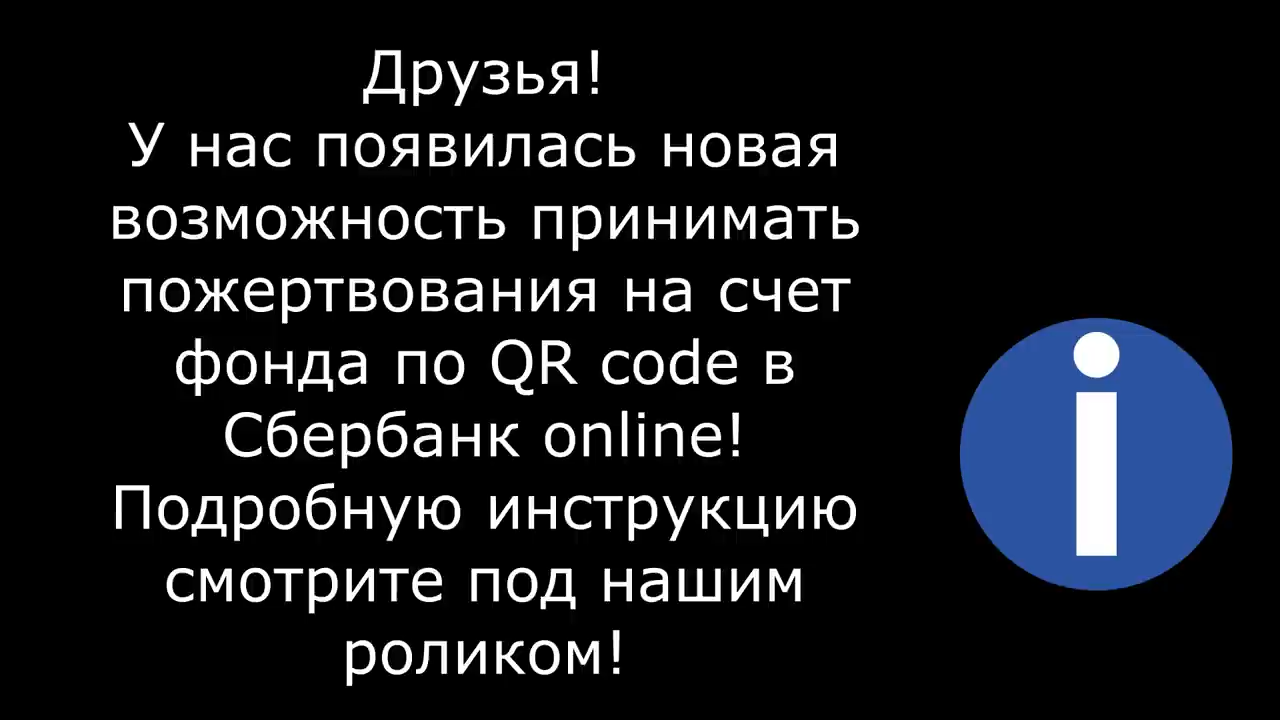 Друзья!
У нас появилась новая
возможность принимать
пожертвования на счет
фонда по QR code в
Сбербанк online!
Подробную инструкцию
смотрите под нашим
роликом!